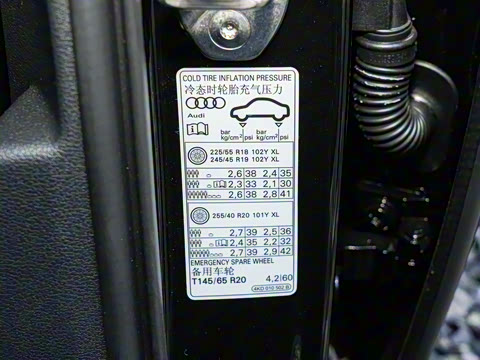 COLD TIRE INFLATION PRESSURE
冷态时轮胎充气压力
Audi
bar kg/cm² psi bar kg/cm² psi
225/55 R18 102Y XL
245/45 R19 102Y XL
2,6 38 2,4 35
2,3 33 2,1 30
2,6 38 2,8 41
255/40 R20 101Y XL
2,7 39 2,5 36
2,4 35 2,2 32
2,7 39 2,9 42
EMERGENCY SPARE WHEEL
备用车轮
T145/65 R20 4,2 60
4K0 010 502 B